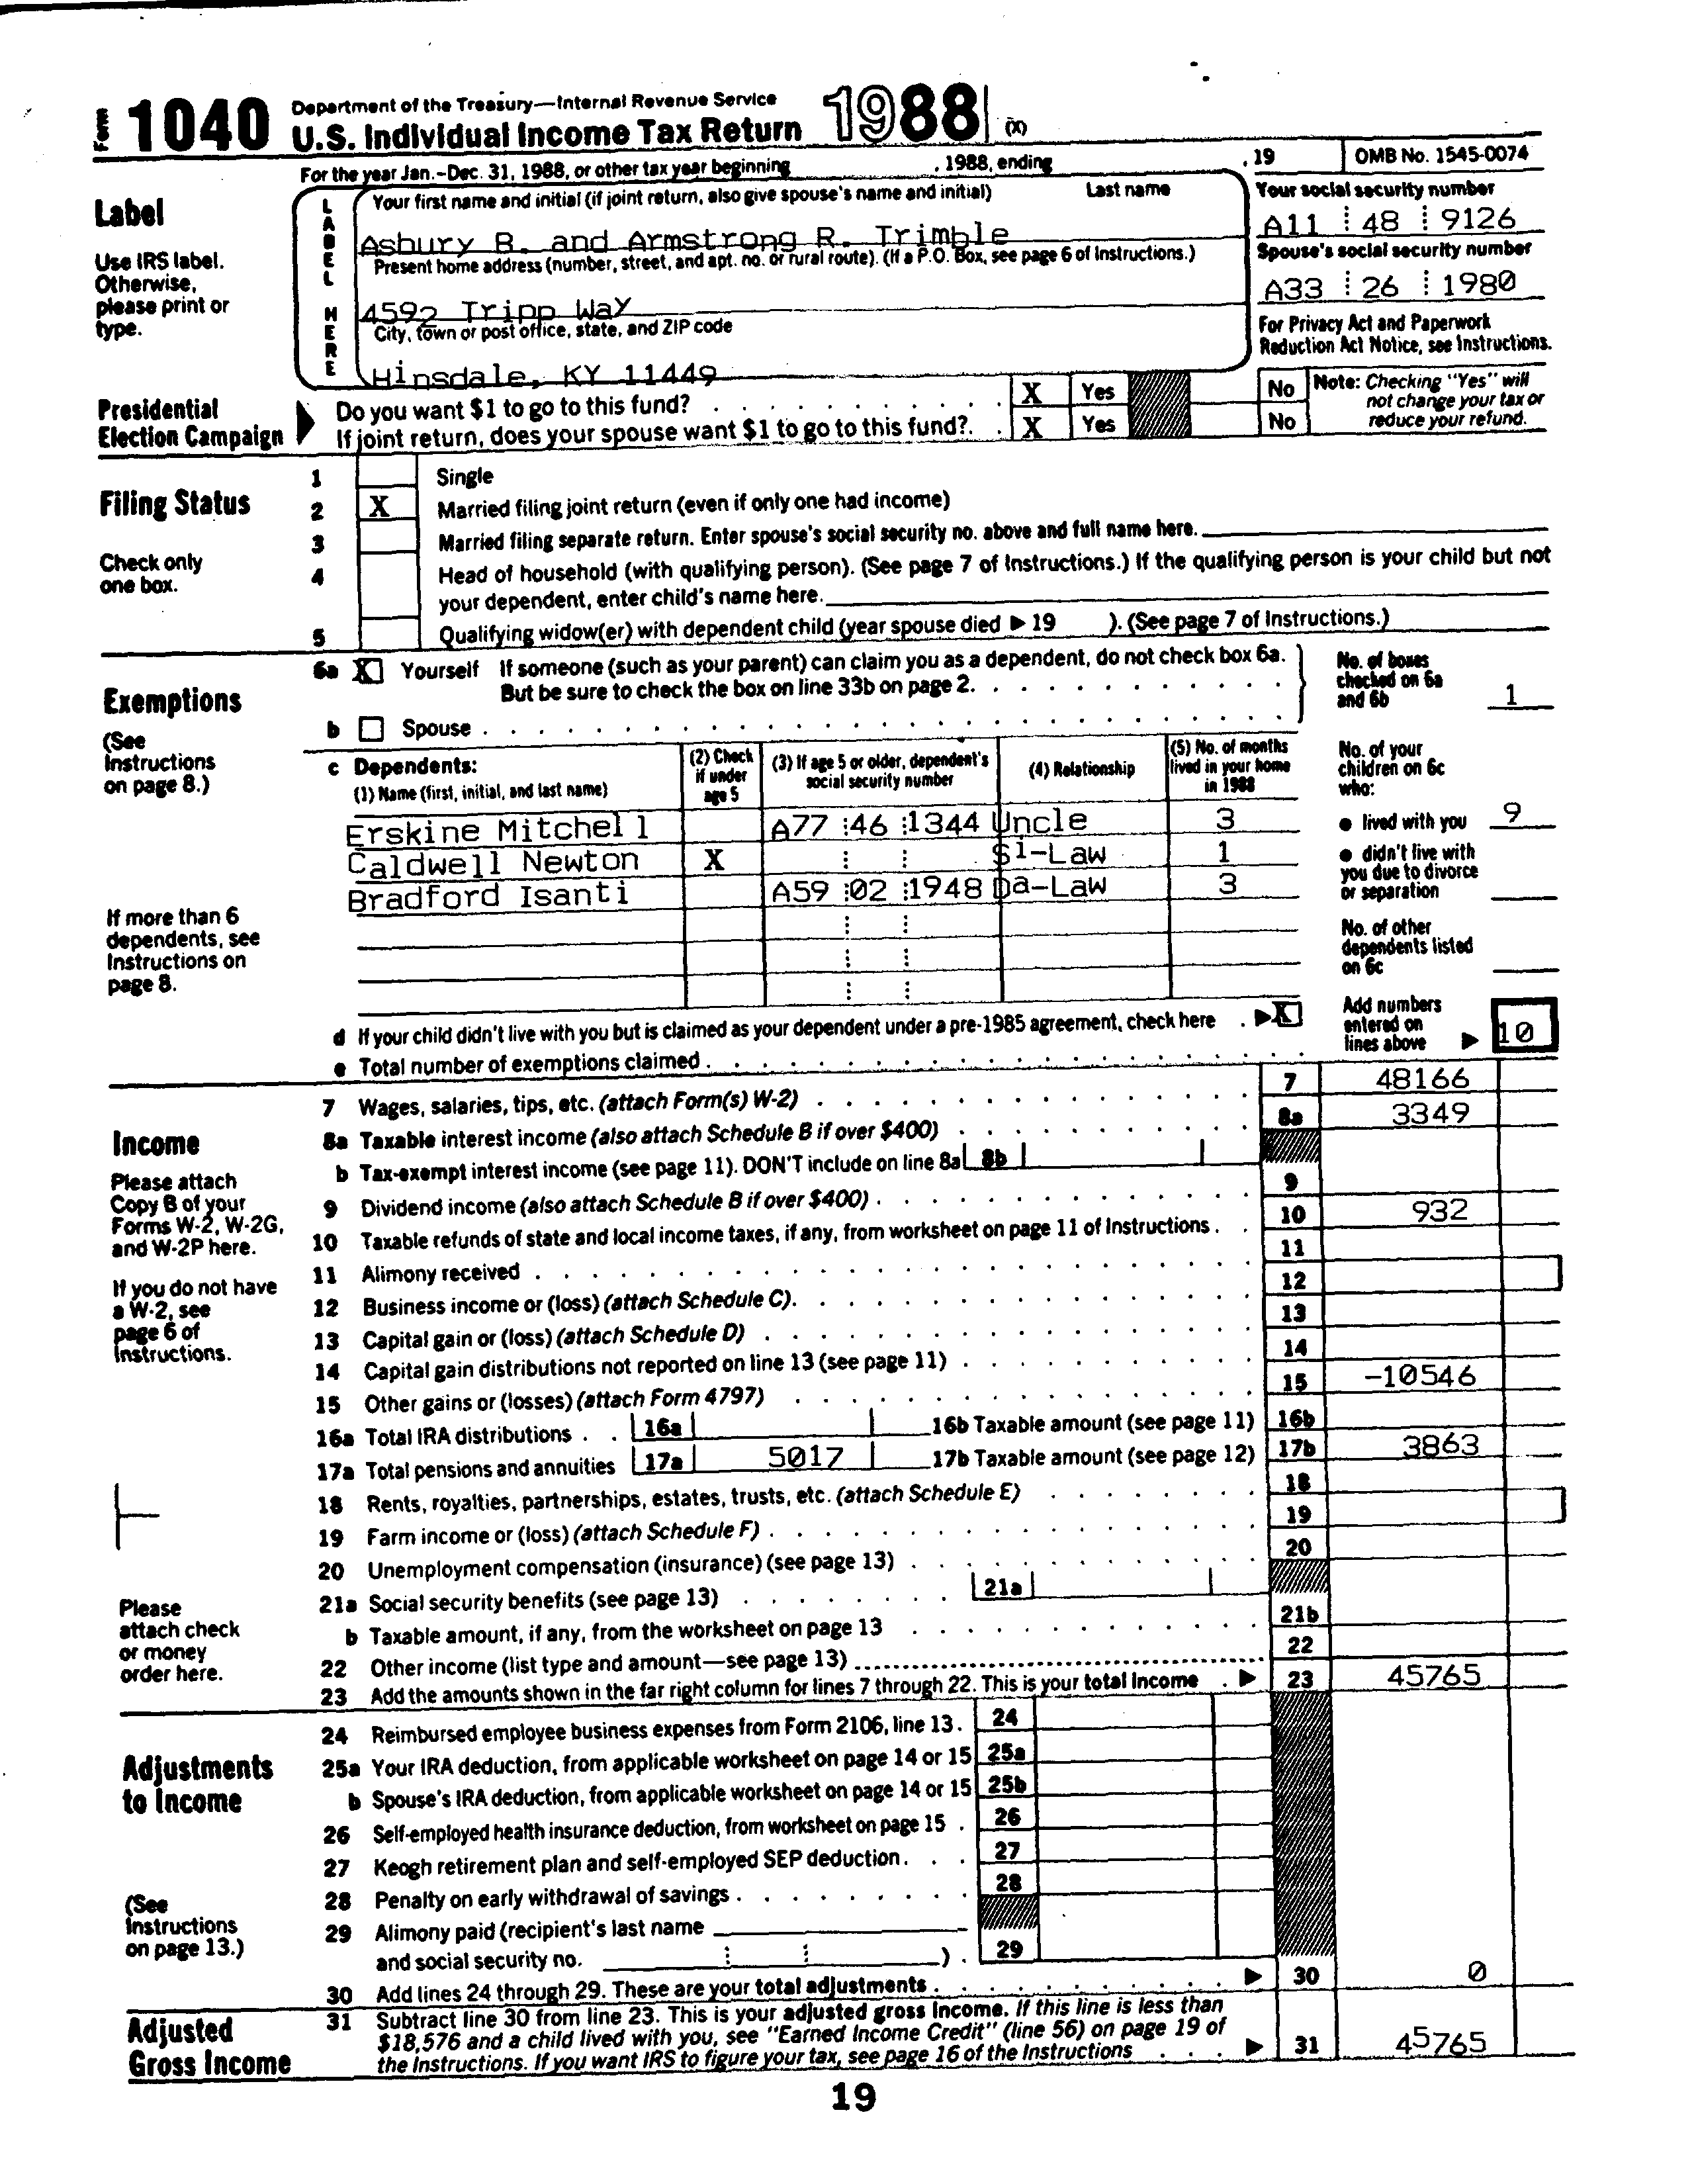 Form 1040 Department of the Treasury—Internal Revenue Service
U.S. Individual Income Tax Return 1988 (X)
For the year Jan.-Dec. 31, 1988, or other tax year beginning , 1988, ending , 19 OMB No. 1545-0074
Label
Use IRS label.
Otherwise,
please print or
type.
LABEL HERE
Your first name and initial (if joint return, also give spouse's name and initial) Last name
Asbury B. and Armstrong R. Trimble
Present home address (number, street, and apt. no. or rural route). (If a P.O. Box, see page 6 of Instructions.)
4592 Tripp Way
City, town or post office, state, and ZIP code
Hinsdale, KY 11449
Your social security number
A11 48 9126
Spouse's social security number
A33 26 1980
For Privacy Act and Paperwork
Reduction Act Notice, see Instructions.
Presidential
Election Campaign
Do you want $1 to go to this fund? X Yes No
If joint return, does your spouse want $1 to go to this fund? X Yes No
Note: Checking "Yes" will
not change your tax or
reduce your refund.
Filing Status
Check only
one box.
1 Single
2 X Married filing joint return (even if only one had income)
3 Married filing separate return. Enter spouse's social security no. above and full name here.
4 Head of household (with qualifying person). (See page 7 of Instructions.) If the qualifying person is your child but not
your dependent, enter child's name here.
5 Qualifying widow(er) with dependent child (year spouse died ▶ 19 ). (See page 7 of Instructions.)
Exemptions
(See
Instructions
on page 8.)
If more than 6
dependents, see
Instructions on
page 8.
6a X Yourself If someone (such as your parent) can claim you as a dependent, do not check box 6a.
But be sure to check the box on line 33b on page 2.
b Spouse
No. of boxes
checked on 6a
and 6b 1
c Dependents:
(1) Name (first, initial, and last name)
(2) Check
if under
age 5
(3) If age 5 or older, dependent's
social security number
(4) Relationship
(5) No. of months
lived in your home
in 1988
Erskine Mitchell A77 46 1344 Uncle 3
Caldwell Newton X Si-Law 1
Bradford Isanti A59 02 1948 Da-Law 3
No. of your
children on 6c
who:
● lived with you 9
● didn't live with
you due to divorce
or separation
No. of other
dependents listed
on 6c
d If your child didn't live with you but is claimed as your dependent under a pre-1985 agreement, check here ▶ X
e Total number of exemptions claimed
Add numbers
entered on
lines above ▶ 10
Income
Please attach
Copy B of your
Forms W-2, W-2G,
and W-2P here.
If you do not have
a W-2, see
page 6 of
Instructions.
Please
attach check
or money
order here.
7 Wages, salaries, tips, etc. (attach Form(s) W-2) 7 48166
8a Taxable interest income (also attach Schedule B if over $400) 8a 3349
b Tax-exempt interest income (see page 11). DON'T include on line 8a 8b
9 Dividend income (also attach Schedule B if over $400) 9
10 Taxable refunds of state and local income taxes, if any, from worksheet on page 11 of Instructions 10 932
11 Alimony received 11
12 Business income or (loss) (attach Schedule C) 12
13 Capital gain or (loss) (attach Schedule D) 13
14 Capital gain distributions not reported on line 13 (see page 11) 14
15 Other gains or (losses) (attach Form 4797) 15 -10546
16a Total IRA distributions 16a 16b Taxable amount (see page 11) 16b
17a Total pensions and annuities 17a 5017 17b Taxable amount (see page 12) 17b 3863
18 Rents, royalties, partnerships, estates, trusts, etc. (attach Schedule E) 18
19 Farm income or (loss) (attach Schedule F) 19
20 Unemployment compensation (insurance) (see page 13) 20
21a Social security benefits (see page 13) 21a
b Taxable amount, if any, from the worksheet on page 13 21b
22 Other income (list type and amount—see page 13) 22
23 Add the amounts shown in the far right column for lines 7 through 22. This is your total income ▶ 23 45765
Adjustments
to Income
(See
Instructions
on page 13.)
24 Reimbursed employee business expenses from Form 2106, line 13. 24
25a Your IRA deduction, from applicable worksheet on page 14 or 15 25a
b Spouse's IRA deduction, from applicable worksheet on page 14 or 15 25b
26 Self-employed health insurance deduction, from worksheet on page 15 26
27 Keogh retirement plan and self-employed SEP deduction 27
28 Penalty on early withdrawal of savings 28
29 Alimony paid (recipient's last name
and social security no. ) 29
30 Add lines 24 through 29. These are your total adjustments ▶ 30 0
Adjusted
Gross Income
31 Subtract line 30 from line 23. This is your adjusted gross income. If this line is less than
$18,576 and a child lived with you, see "Earned Income Credit" (line 56) on page 19 of
the Instructions. If you want IRS to figure your tax, see page 16 of the Instructions ▶ 31 45765
19